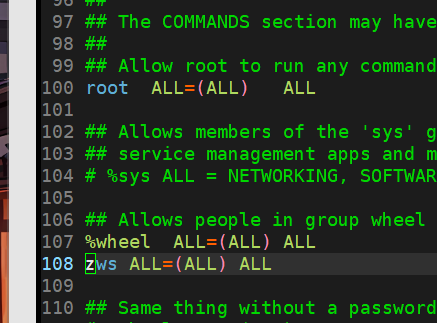 96 ##
97 ## The COMMANDS section may have
98 ##
99 ## Allow root to run any command
100 root ALL=(ALL) ALL
101
102 ## Allows members of the 'sys' g
103 ## service management apps and m
104 # %sys ALL = NETWORKING, SOFTWAR
105
106 ## Allows people in group wheel
107 %wheel ALL=(ALL) ALL
108 zws ALL=(ALL) ALL
109
110 ## Same thing without a password